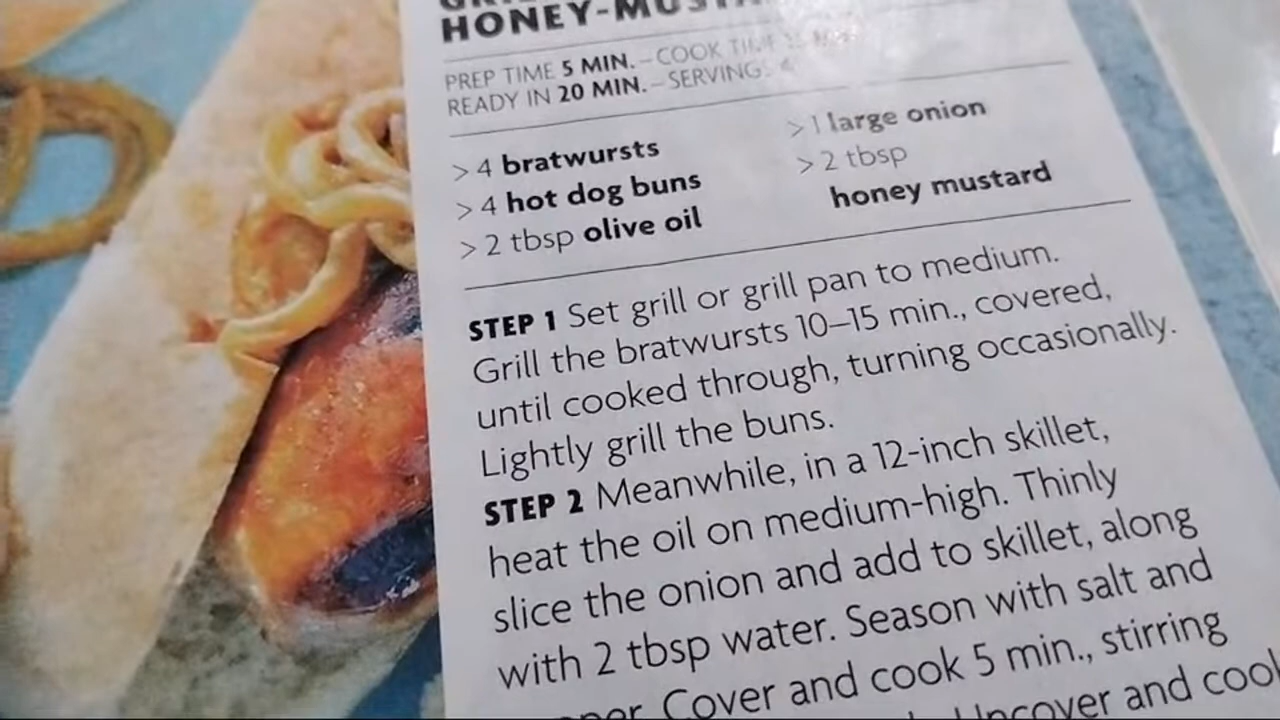 HONEY-MUSTA
PREP TIME 5 MIN. – COOK TIME 15 MIN.
READY IN 20 MIN. – SERVINGS 4
> 4 bratwursts
> 4 hot dog buns
> 2 tbsp olive oil
> 1 large onion
> 2 tbsp
honey mustard
STEP 1 Set grill or grill pan to medium.
Grill the bratwursts 10–15 min., covered,
until cooked through, turning occasionally.
Lightly grill the buns.
STEP 2 Meanwhile, in a 12-inch skillet,
heat the oil on medium-high. Thinly
slice the onion and add to skillet, along
with 2 tbsp water. Season with salt and
Cover and cook 5 min., stirring
Uncover and cook